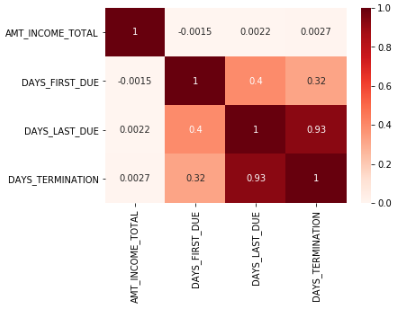 AMT_INCOME_TOTAL 1 -0.0015 0.0022 0.0027
DAYS_FIRST_DUE -0.0015 1 0.4 0.32
DAYS_LAST_DUE 0.0022 0.4 1 0.93
DAYS_TERMINATION 0.0027 0.32 0.93 1
AMT_INCOME_TOTAL
DAYS_FIRST_DUE
DAYS_LAST_DUE
DAYS_TERMINATION
1.0
0.8
0.6
0.4
0.2
0.0